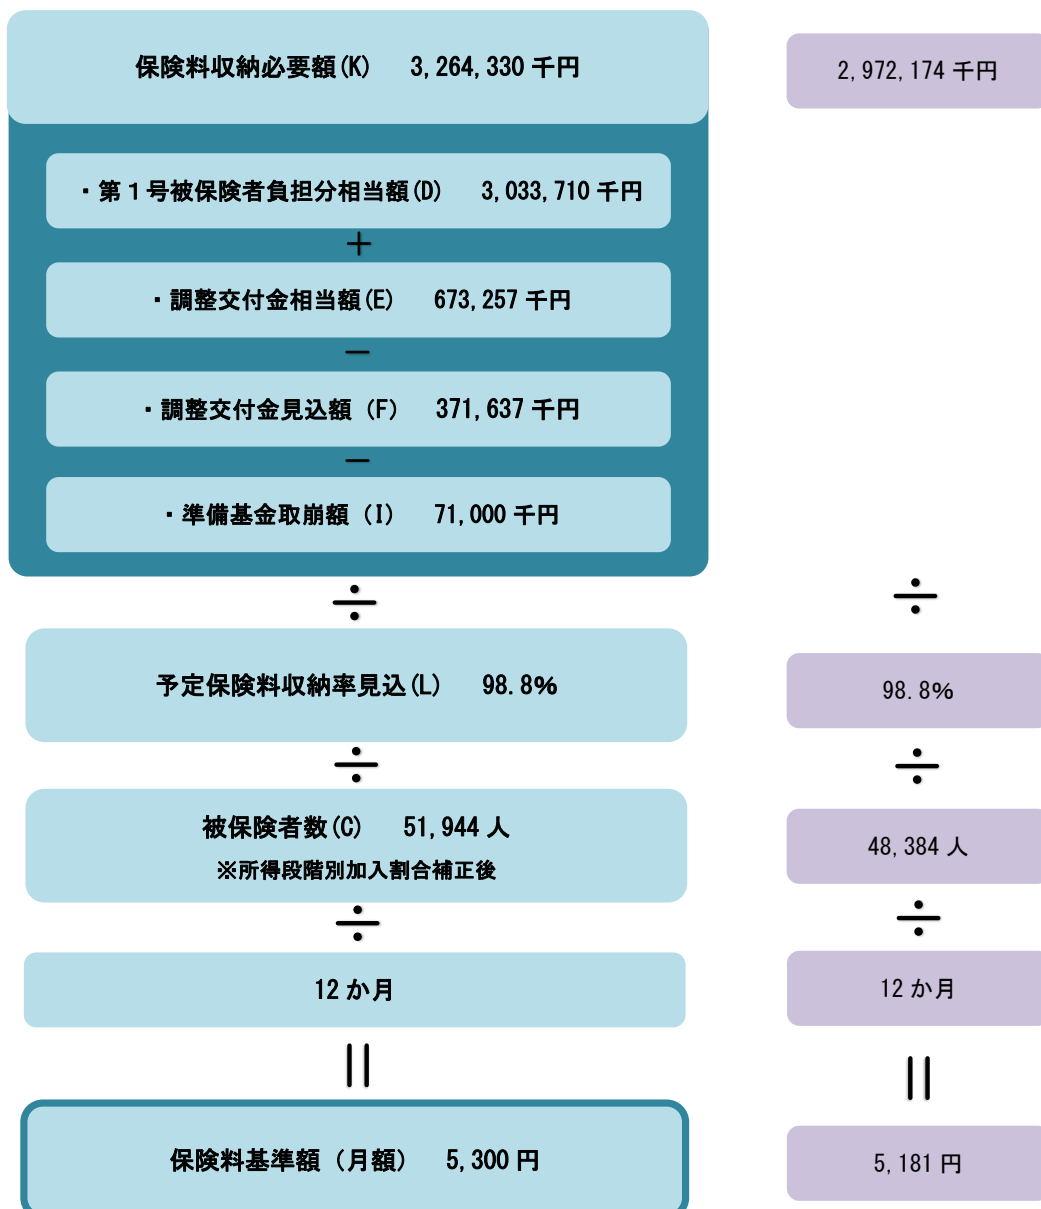 保険料収納必要額(K)　3,264,330 千円
・第１号被保険者負担分相当額(D)　3,033,710 千円
＋
・調整交付金相当額(E)　673,257 千円
－
・調整交付金見込額（F）　371,637 千円
－
・準備基金取崩額（I）　71,000 千円
÷
予定保険料収納率見込(L)　98.8%
÷
被保険者数(C)　51,944 人
※所得段階別加入割合補正後
÷
12 か月
||
保険料基準額（月額）　5,300 円
2,972,174 千円
÷
98.8%
÷
48,384 人
÷
12 か月
||
5,181 円